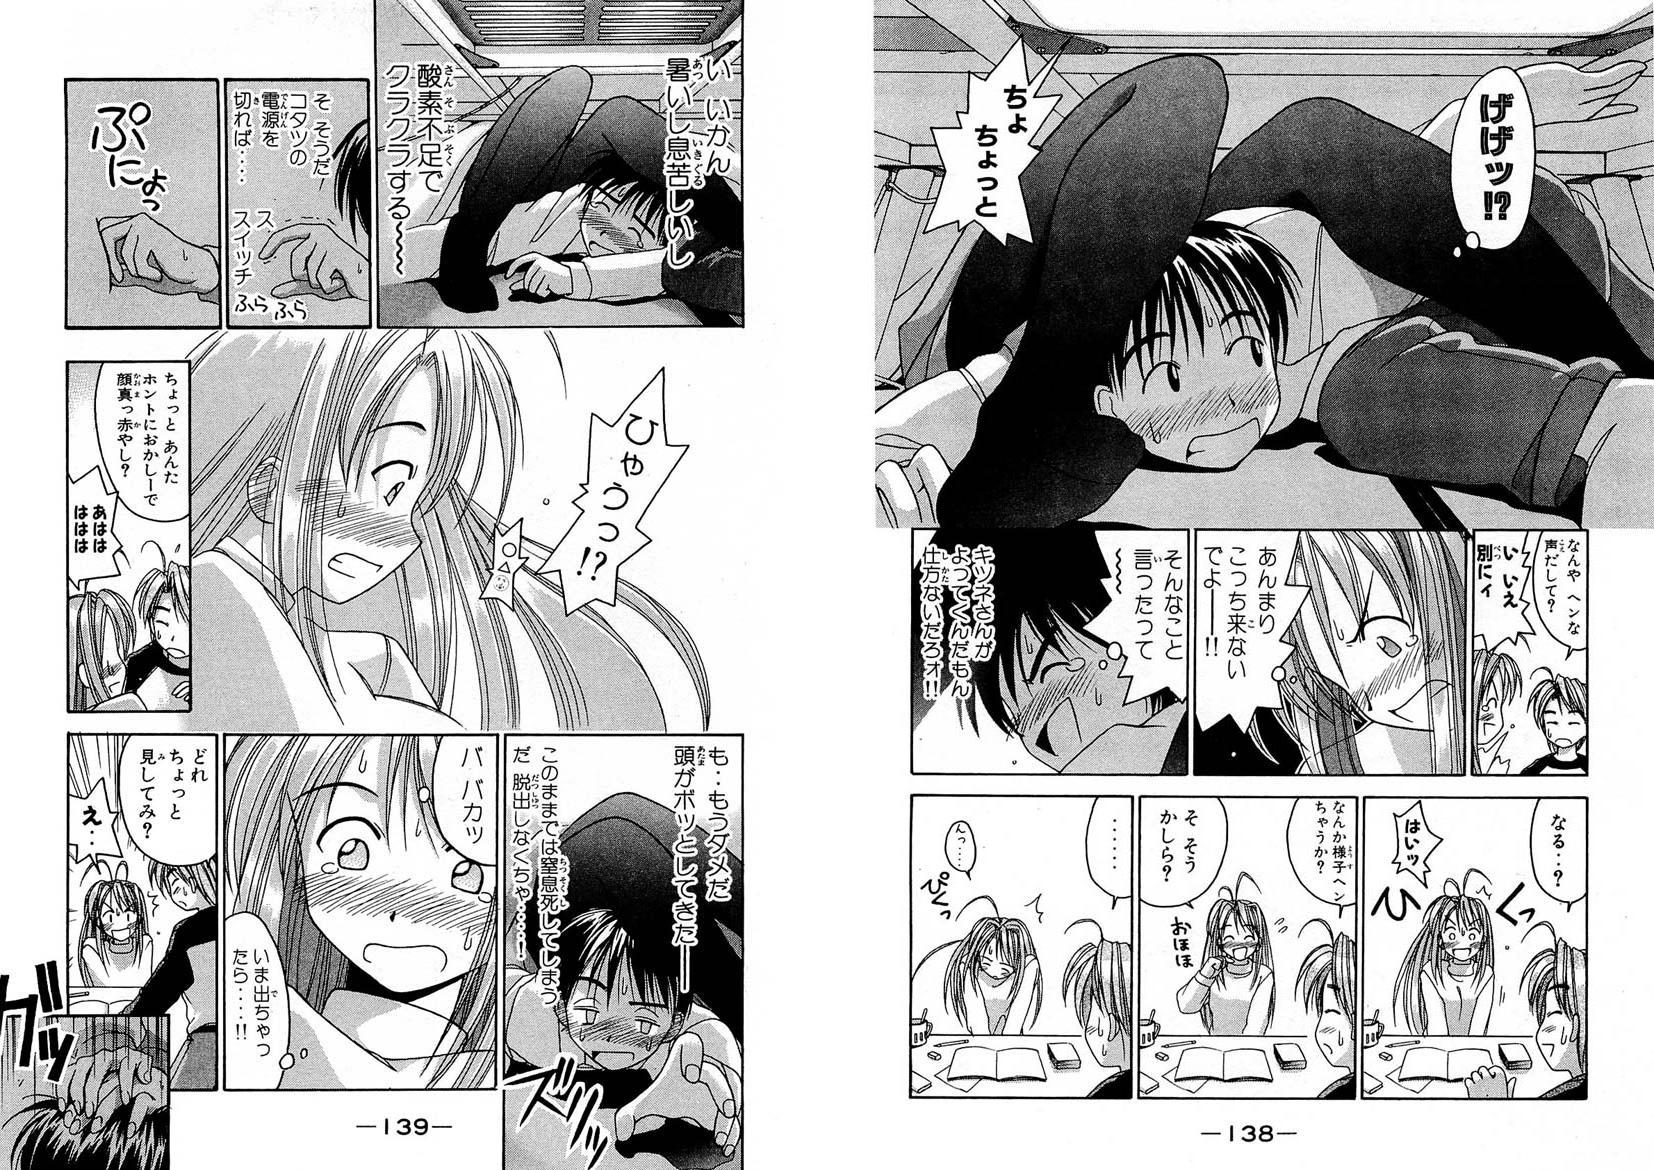 げげッ!?
ちょ
ちょっと
なんや ヘンな
声だして?
い いえ
別にィ
あんまり
こっち来ない
でよーー!!
そんなこと
言ったって
〜〜〜
キツネさんが
よってくんだもん
仕方ないだろォ!!
なる‥?
はいッ
くっ
ひ
なんか様子ヘン
ちゃうか?
そ そう
かしら?
おほほ
‥‥‥
んっ‥‥
ぴくっ
―138―
い いかん
暑いし息苦しいし
酸素不足で
クラクラする〜〜〜
そ そうだ
コタツの
電源を
切れば‥‥
ス
スイッチ
ふら ふら
ぷにょっ
ひゃうっっ!?
ちょっと あんた
ホントにおかしーで
顔真っ赤やし?
あはは
ははは
も‥もうダメだ
頭がボッとしてきたーー
このままでは窒息死してしまう
だ 脱出しなくちゃ‥‥‥!
ズリッ
バ バカッ
いま出ちゃっ
たら‥‥!!
どれ
ちょっと
見してみ?
え‥
グッ
―139―